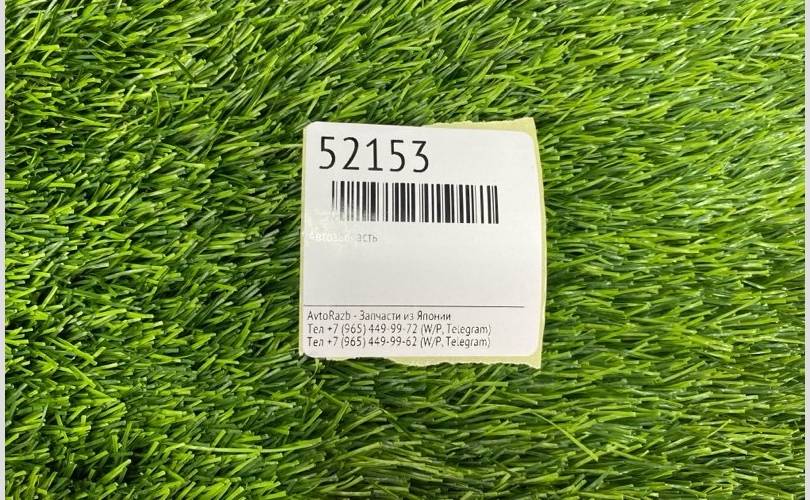 52153
Автозапчасть
AvtoRazb - Запчасти из Японии
Тел +7 (965) 449-99-72 (W/P, Telegram)
Тел +7 (965) 449-99-62 (W/P, Telegram)